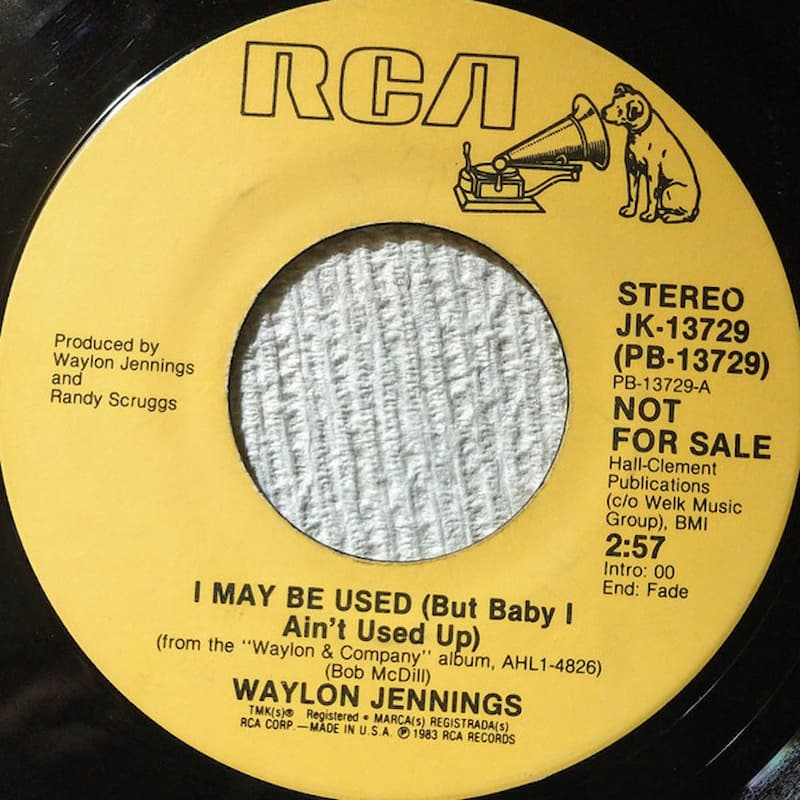 RCA
STEREO
JK-13729
(PB-13729)
PB-13729-A
NOT
FOR SALE
Hall-Clement
Publications
(c/o Welk Music
Group), BMI
2:57
Intro: 00
End: Fade
Produced by
Waylon Jennings
and
Randy Scruggs
I MAY BE USED (But Baby I
Ain't Used Up)
(from the "Waylon & Company" album, AHL1-4826)
(Bob McDill)
WAYLON JENNINGS
TMK(s)® Registered • MARCA(s) REGISTRADA(s)
RCA CORP.—MADE IN U.S.A. ℗ 1983 RCA RECORDS